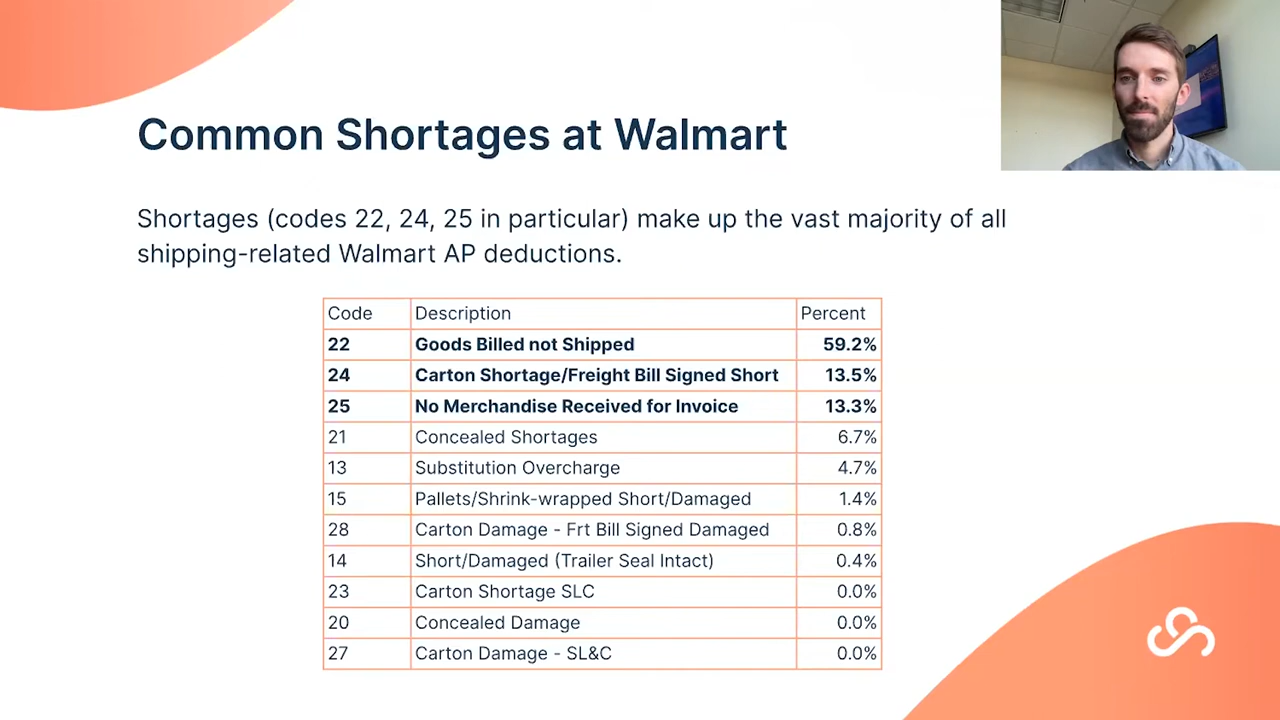 Common Shortages at Walmart
Shortages (codes 22, 24, 25 in particular) make up the vast majority of all
shipping-related Walmart AP deductions.
Code Description Percent
22 Goods Billed not Shipped 59.2%
24 Carton Shortage/Freight Bill Signed Short 13.5%
25 No Merchandise Received for Invoice 13.3%
21 Concealed Shortages 6.7%
13 Substitution Overcharge 4.7%
15 Pallets/Shrink-wrapped Short/Damaged 1.4%
28 Carton Damage - Frt Bill Signed Damaged 0.8%
14 Short/Damaged (Trailer Seal Intact) 0.4%
23 Carton Shortage SLC 0.0%
20 Concealed Damage 0.0%
27 Carton Damage - SL&C 0.0%